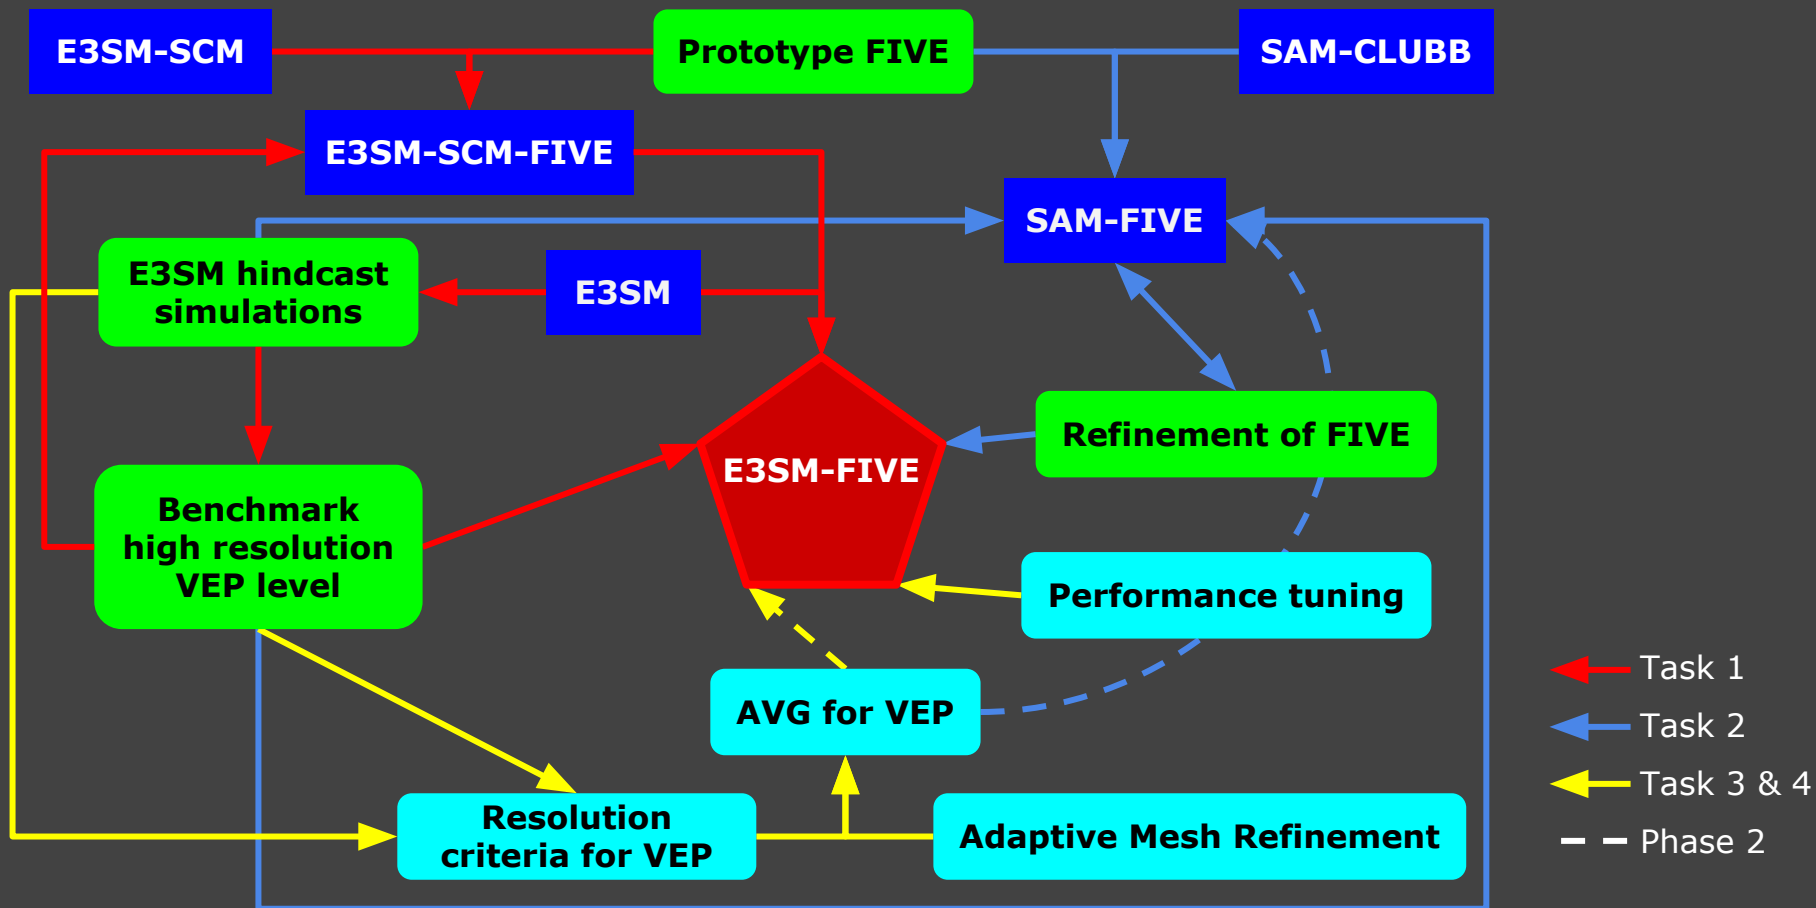 E3SM-SCM
Prototype FIVE
SAM-CLUBB
E3SM-SCM-FIVE
SAM-FIVE
E3SM hindcast
simulations
E3SM
Refinement of FIVE
E3SM-FIVE
Benchmark
high resolution
VEP level
Performance tuning
AVG for VEP
Resolution
criteria for VEP
Adaptive Mesh Refinement
Task 1
Task 2
Task 3 & 4
Phase 2